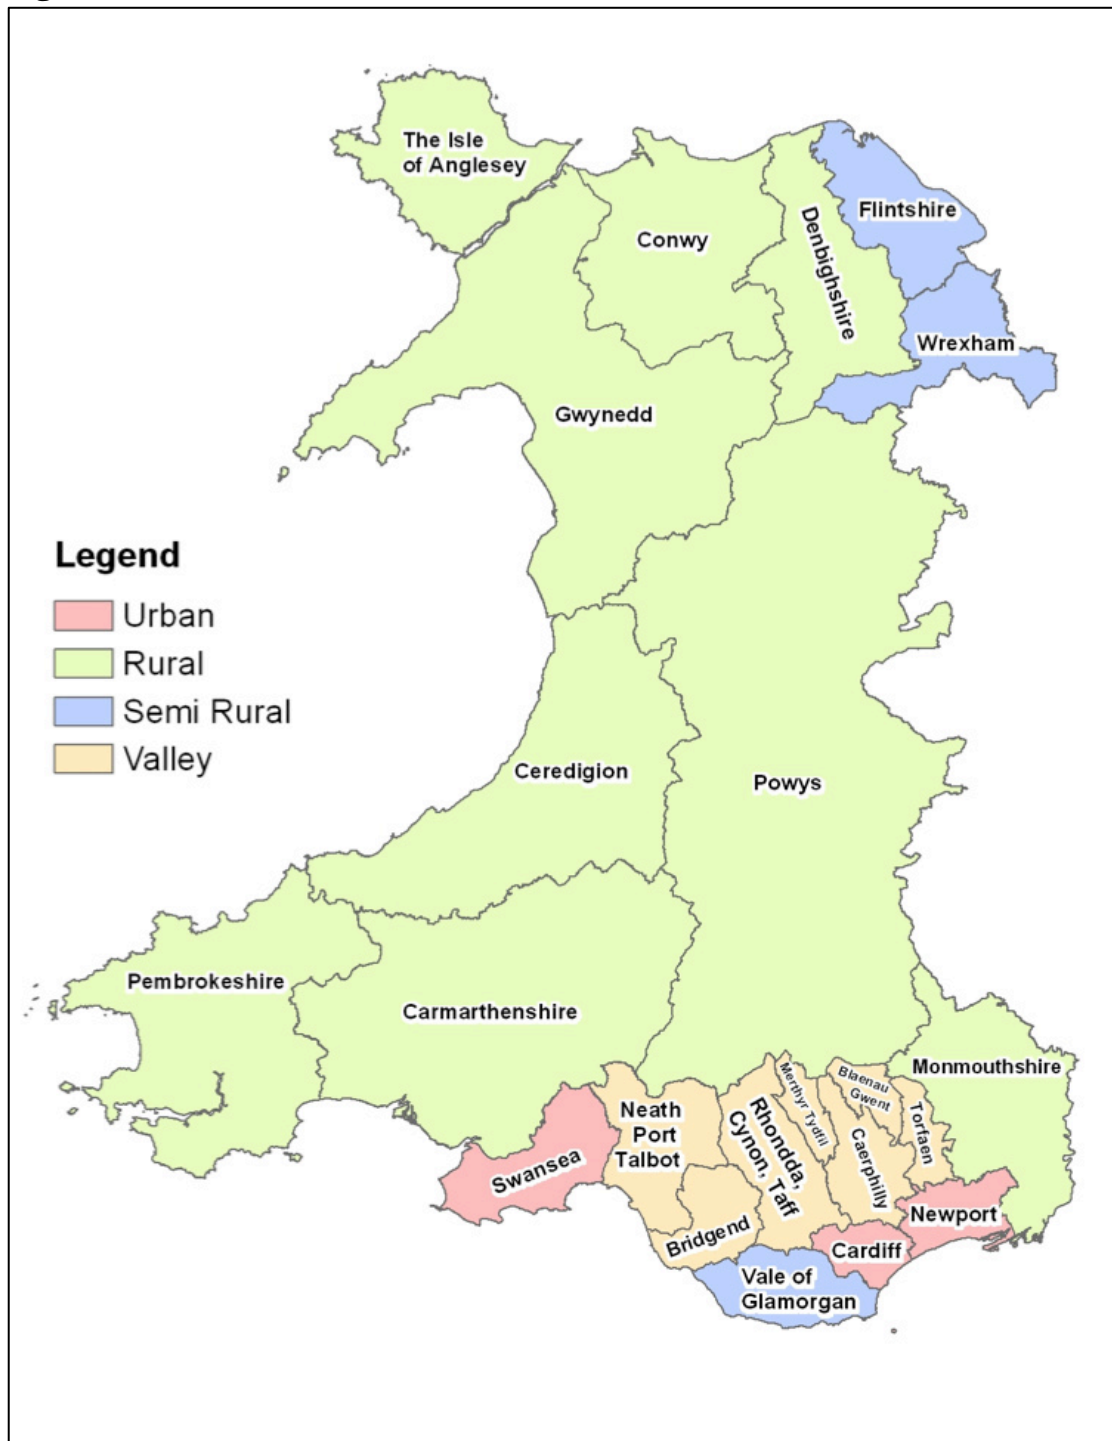 The Isle
of Anglesey
Flintshire
Conwy
Denbighshire
Wrexham
Gwynedd
Legend
Urban
Rural
Semi Rural
Valley
Ceredigion
Powys
Pembrokeshire
Carmarthenshire
Monmouthshire
Neath
Port
Talbot
Rhondda,
Cynon, Taff
Merthyr Tydfil
Blaenau
Gwent
Torfaen
Caerphilly
Swansea
Bridgend
Newport
Cardiff
Vale of
Glamorgan